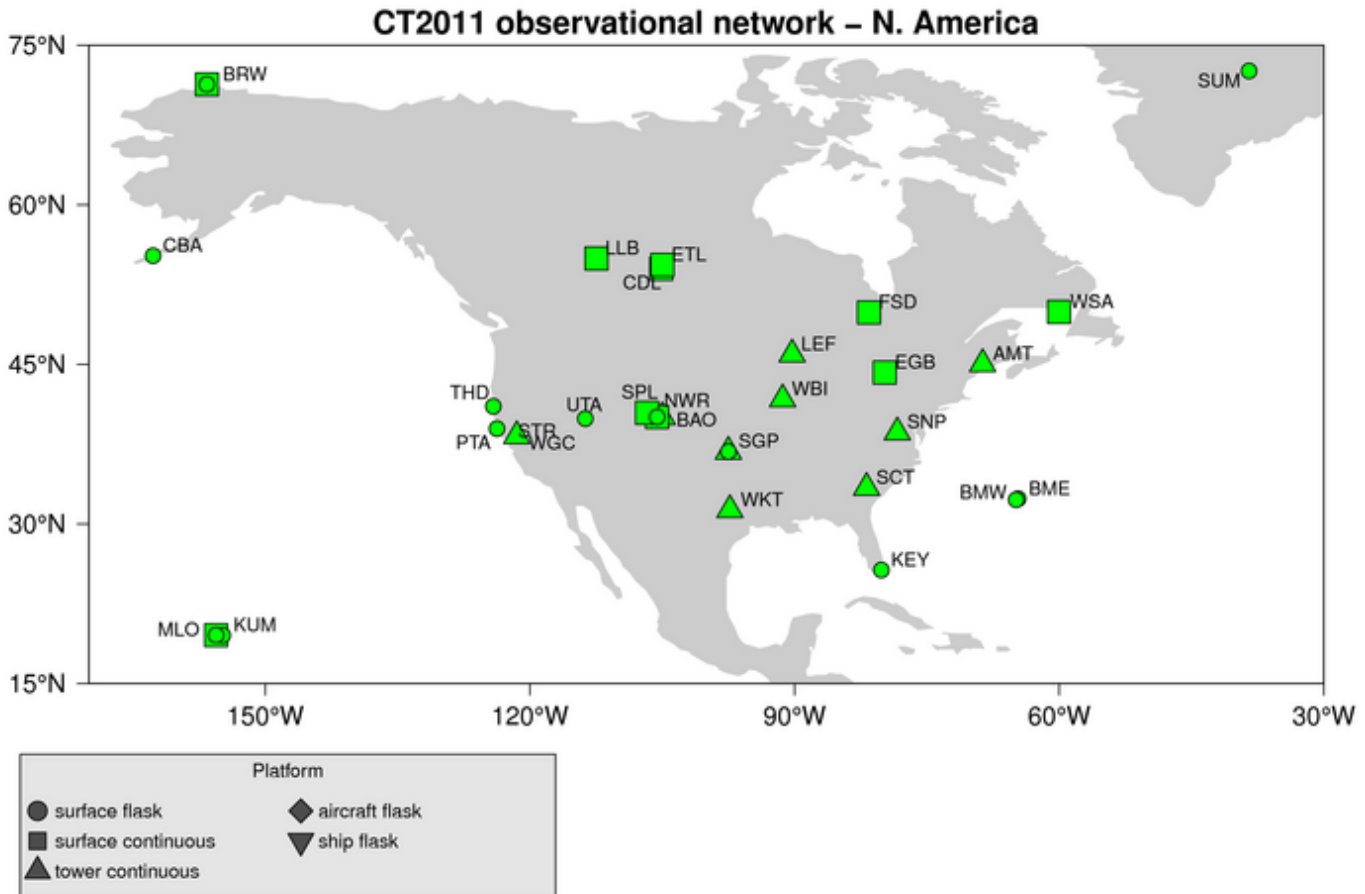 CT2011 observational network – N. America
75°N
BRW
SUM
60°N
CBA
LLB
ETL
CDL
FSD
WSA
45°N
LEF
EGB
AMT
THD
UTA
SPL
NWR
WBI
BAO
SNP
PTA
STR
WGC
SGP
SCT
BMW
BME
WKT
30°N
KEY
MLO
KUM
15°N
150°W
120°W
90°W
60°W
30°W
Platform
surface flask
aircraft flask
surface continuous
ship flask
tower continuous